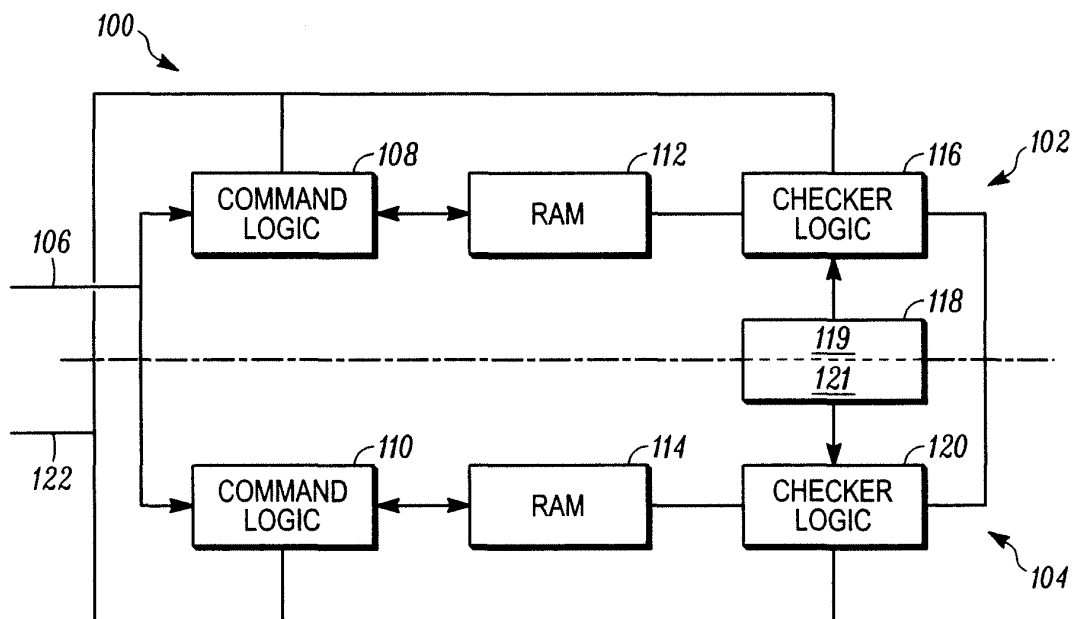 100
108
112
116
102
COMMAND
LOGIC
RAM
CHECKER
LOGIC
106
118
119
121
122
110
114
120
COMMAND
LOGIC
RAM
CHECKER
LOGIC
104